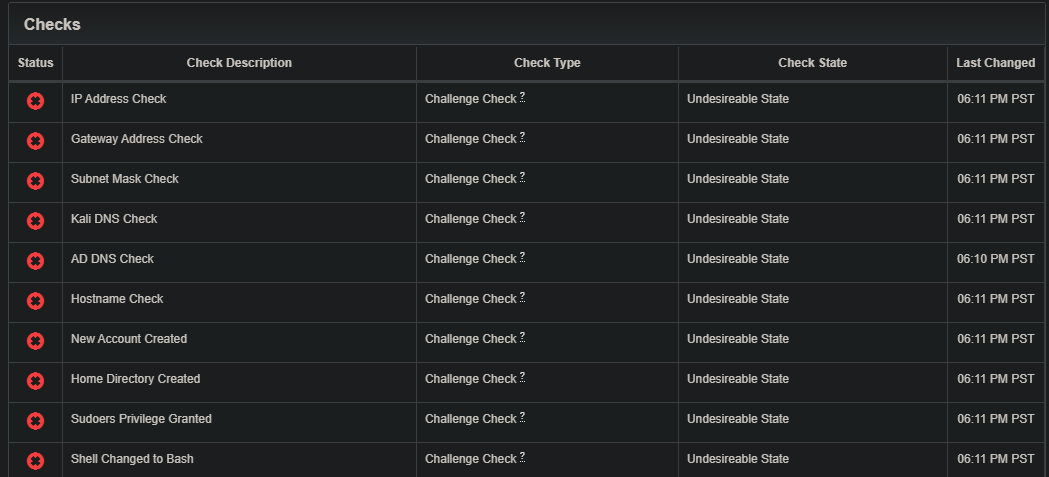 Checks
Status Check Description Check Type Check State Last Changed
IP Address Check Challenge Check ? Undesireable State 06:11 PM PST
Gateway Address Check Challenge Check ? Undesireable State 06:11 PM PST
Subnet Mask Check Challenge Check ? Undesireable State 06:11 PM PST
Kali DNS Check Challenge Check ? Undesireable State 06:11 PM PST
AD DNS Check Challenge Check ? Undesireable State 06:10 PM PST
Hostname Check Challenge Check ? Undesireable State 06:11 PM PST
New Account Created Challenge Check ? Undesireable State 06:11 PM PST
Home Directory Created Challenge Check ? Undesireable State 06:11 PM PST
Sudoers Privilege Granted Challenge Check ? Undesireable State 06:11 PM PST
Shell Changed to Bash Challenge Check ? Undesireable State 06:11 PM PST